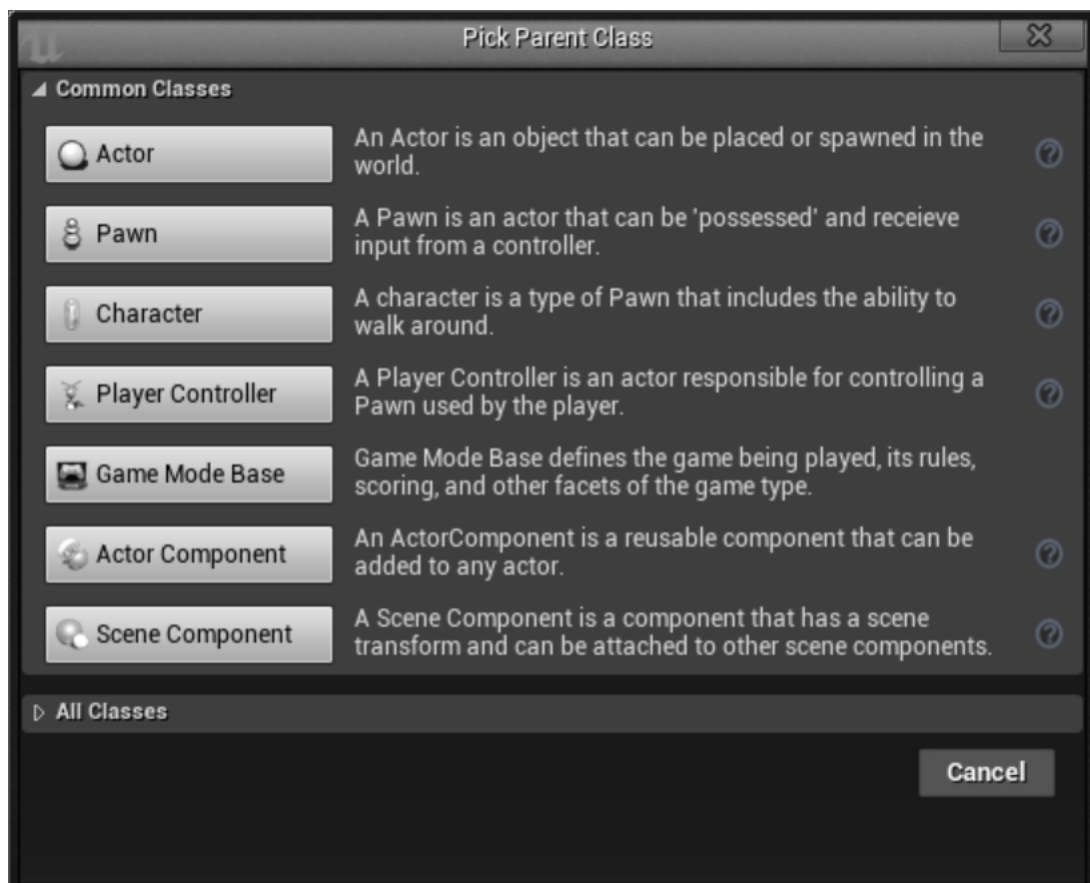 Pick Parent Class
Common Classes
Actor
An Actor is an object that can be placed or spawned in the
world.
Pawn
A Pawn is an actor that can be 'possessed' and receieve
input from a controller.
Character
A character is a type of Pawn that includes the ability to
walk around.
Player Controller
A Player Controller is an actor responsible for controlling a
Pawn used by the player.
Game Mode Base
Game Mode Base defines the game being played, its rules,
scoring, and other facets of the game type.
Actor Component
An ActorComponent is a reusable component that can be
added to any actor.
Scene Component
A Scene Component is a component that has a scene
transform and can be attached to other scene components.
All Classes
Cancel